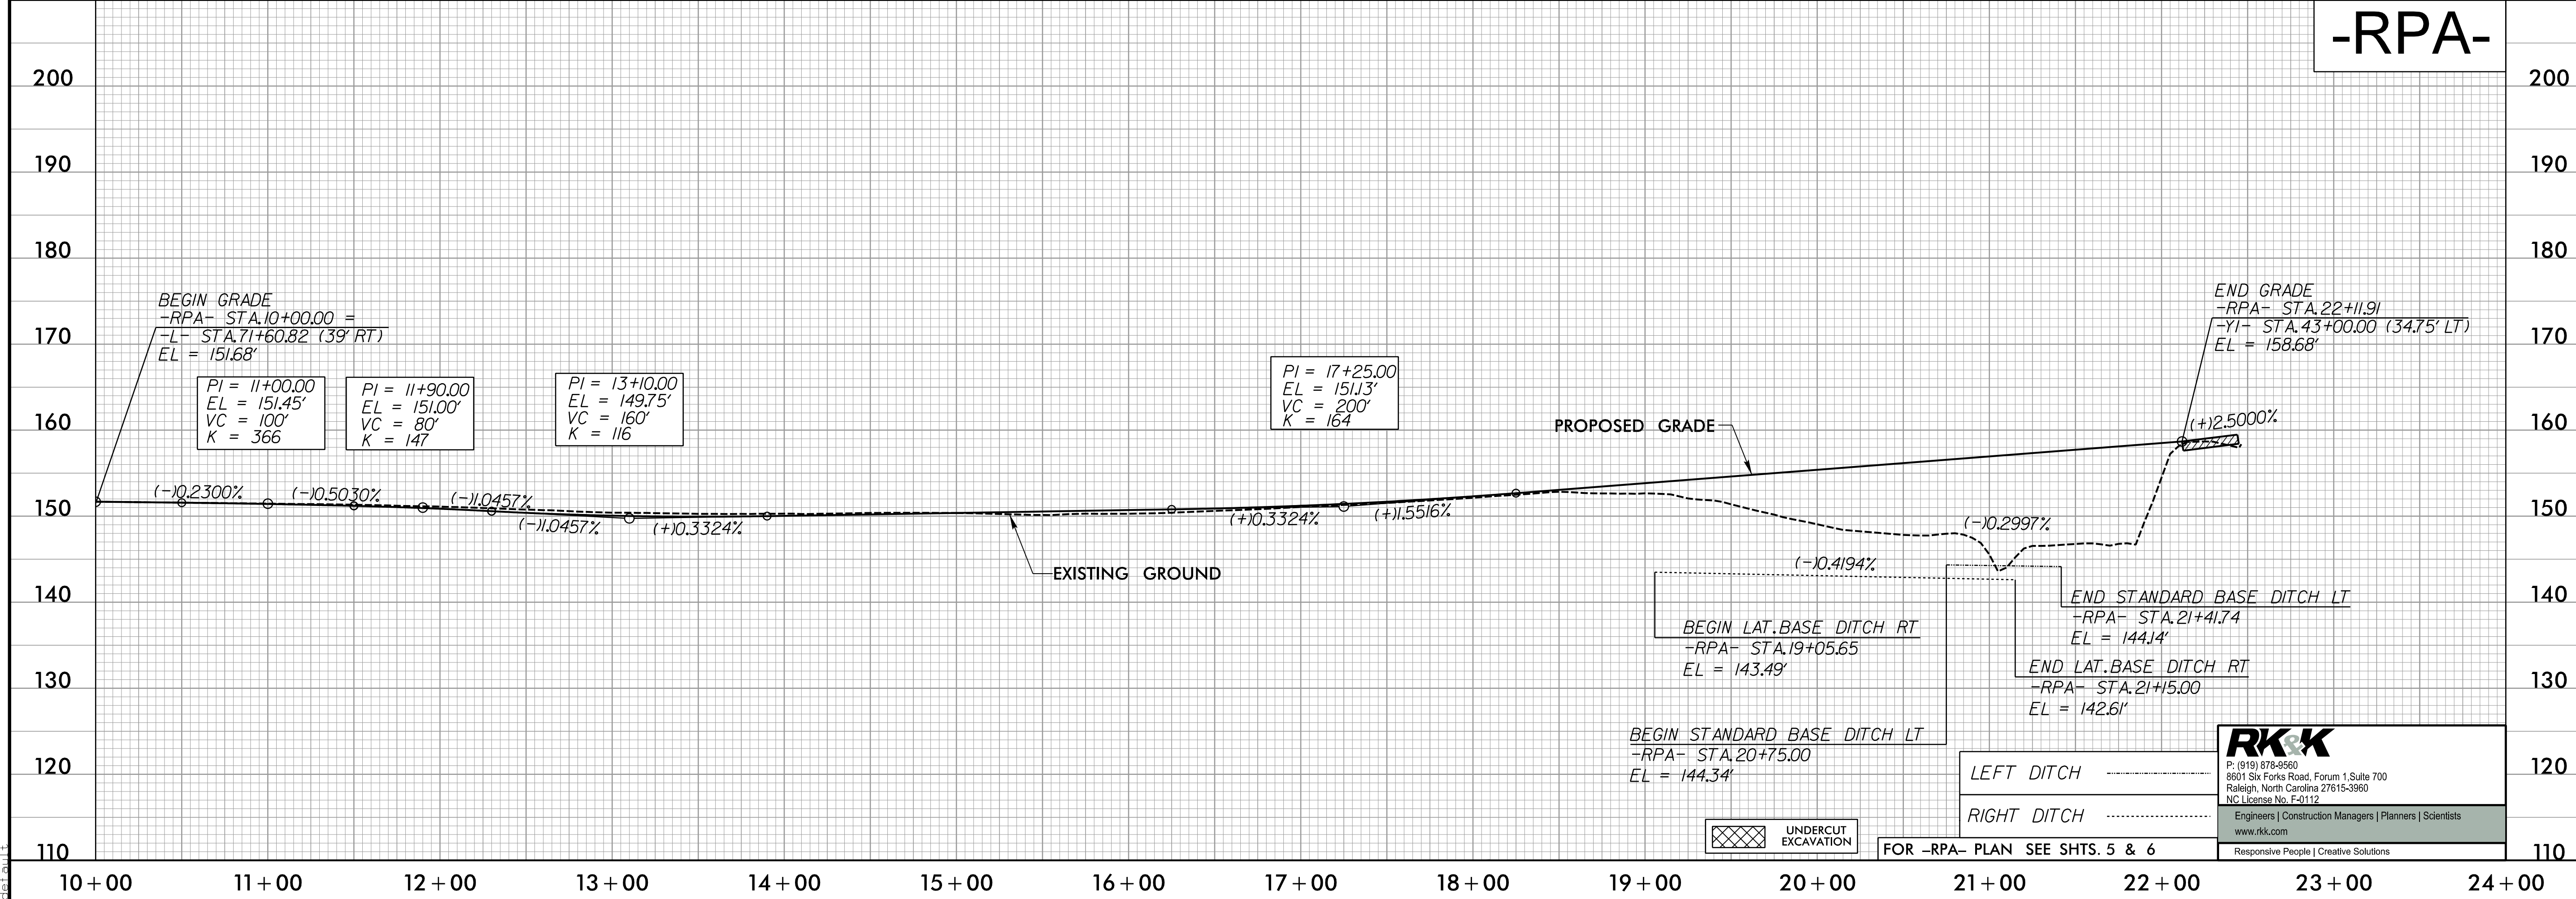 -RPA-
200
200
190
190
180
180
170
170
160
160
150
150
140
140
130
130
120
120
110
110
BEGIN GRADE
-RPA- STA.10+00.00 =
-L- STA.71+60.82 (39' RT)
EL = 151.68'
PI = 11+00.00
EL = 151.45'
VC = 100'
K = 366
PI = 11+90.00
EL = 151.00'
VC = 80'
K = 147
PI = 13+10.00
EL = 149.75'
VC = 160'
K = 116
PI = 17+25.00
EL = 151.13'
VC = 200'
K = 164
END GRADE
-RPA- STA.22+11.91
-Y1- STA.43+00.00 (34.75' LT)
EL = 158.68'
PROPOSED GRADE
(+)2.5000%
(-)0.2300%
(-)0.5030%
(-)1.0457%
(-)1.0457%
(+)0.3324%
(+)0.3324%
(+)1.5516%
(-)0.2997%
(-)0.4194%
EXISTING GROUND
BEGIN LAT.BASE DITCH RT
-RPA- STA.19+05.65
EL = 143.49'
END STANDARD BASE DITCH LT
-RPA- STA.21+41.74
EL = 144.14'
END LAT.BASE DITCH RT
-RPA- STA.21+15.00
EL = 142.61'
BEGIN STANDARD BASE DITCH LT
-RPA- STA.20+75.00
EL = 144.34'
LEFT DITCH
RIGHT DITCH
UNDERCUT
EXCAVATION
FOR -RPA- PLAN SEE SHTS. 5 & 6
RK&K
P: (919) 878-9560
8601 Six Forks Road, Forum 1,Suite 700
Raleigh, North Carolina 27615-3960
NC License No. F-0112
Engineers | Construction Managers | Planners | Scientists
www.rkk.com
Responsive People | Creative Solutions
10+00 11+00 12+00 13+00 14+00 15+00 16+00 17+00 18+00 19+00 20+00 21+00 22+00 23+00 24+00
default